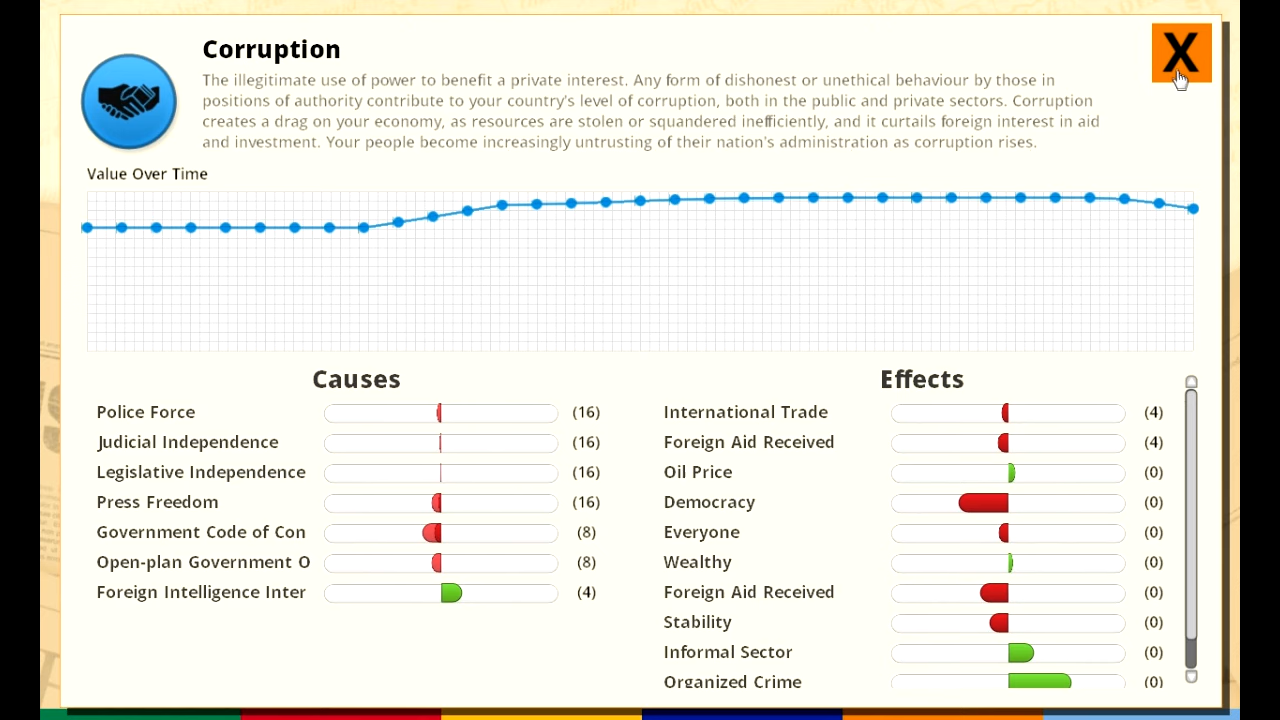 Corruption
X
The illegitimate use of power to benefit a private interest. Any form of dishonest or unethical behaviour by those in
positions of authority contribute to your country's level of corruption, both in the public and private sectors. Corruption
creates a drag on your economy, as resources are stolen or squandered inefficiently, and it curtails foreign interest in aid
and investment. Your people become increasingly untrusting of their nation's administration as corruption rises.
Value Over Time
Causes
Police Force (16)
Judicial Independence (16)
Legislative Independence (16)
Press Freedom (16)
Government Code of Con (8)
Open-plan Government O (8)
Foreign Intelligence Inter (4)
Effects
International Trade (4)
Foreign Aid Received (4)
Oil Price (0)
Democracy (0)
Everyone (0)
Wealthy (0)
Foreign Aid Received (0)
Stability (0)
Informal Sector (0)
Organized Crime (0)